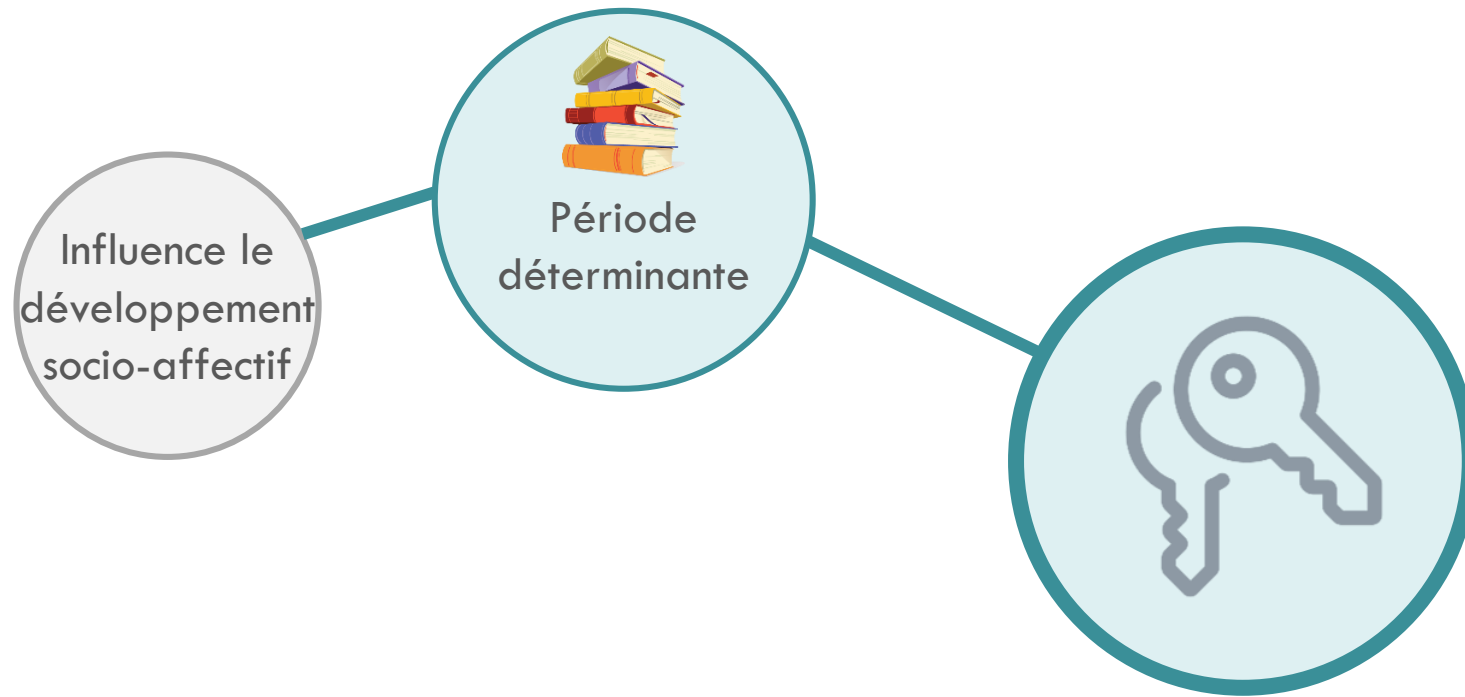 Influence le
développement
socio-affectif
Période
déterminante